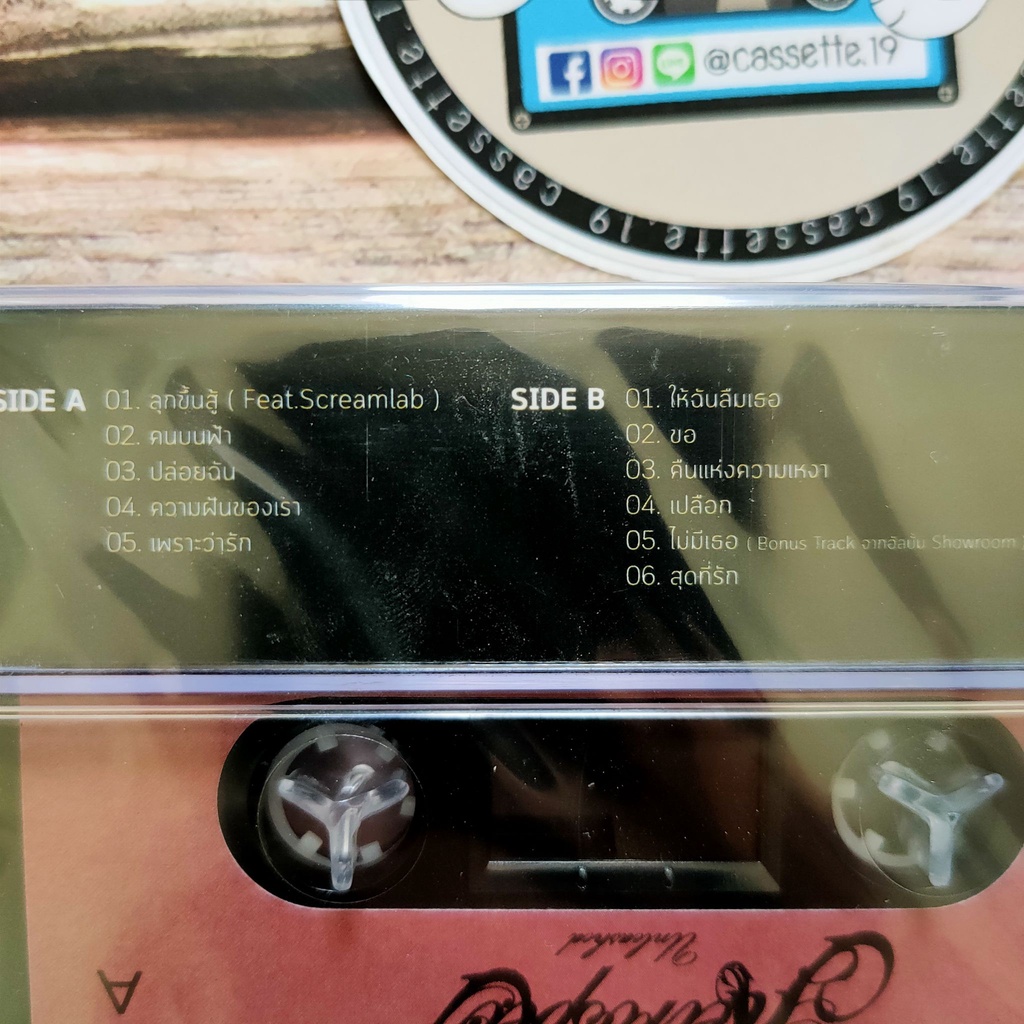 @cassette.19
cassette.19 cassette.19 cassette.19
SIDE A
01. ลุกขึ้นสู้ ( Feat.Screamlab )
02. คนบนฟ้า
03. ปล่อยฉัน
04. ความฝันของเรา
05. เพราะว่ารัก
SIDE B
01. ให้ฉันลืมเธอ
02. ขอ
03. คืนแห่งความเหงา
04. เปลือก
05. ไม่มีเธอ ( Bonus Track จากอัลบั้ม Showroom )
06. สุดที่รัก
Unleashed
A